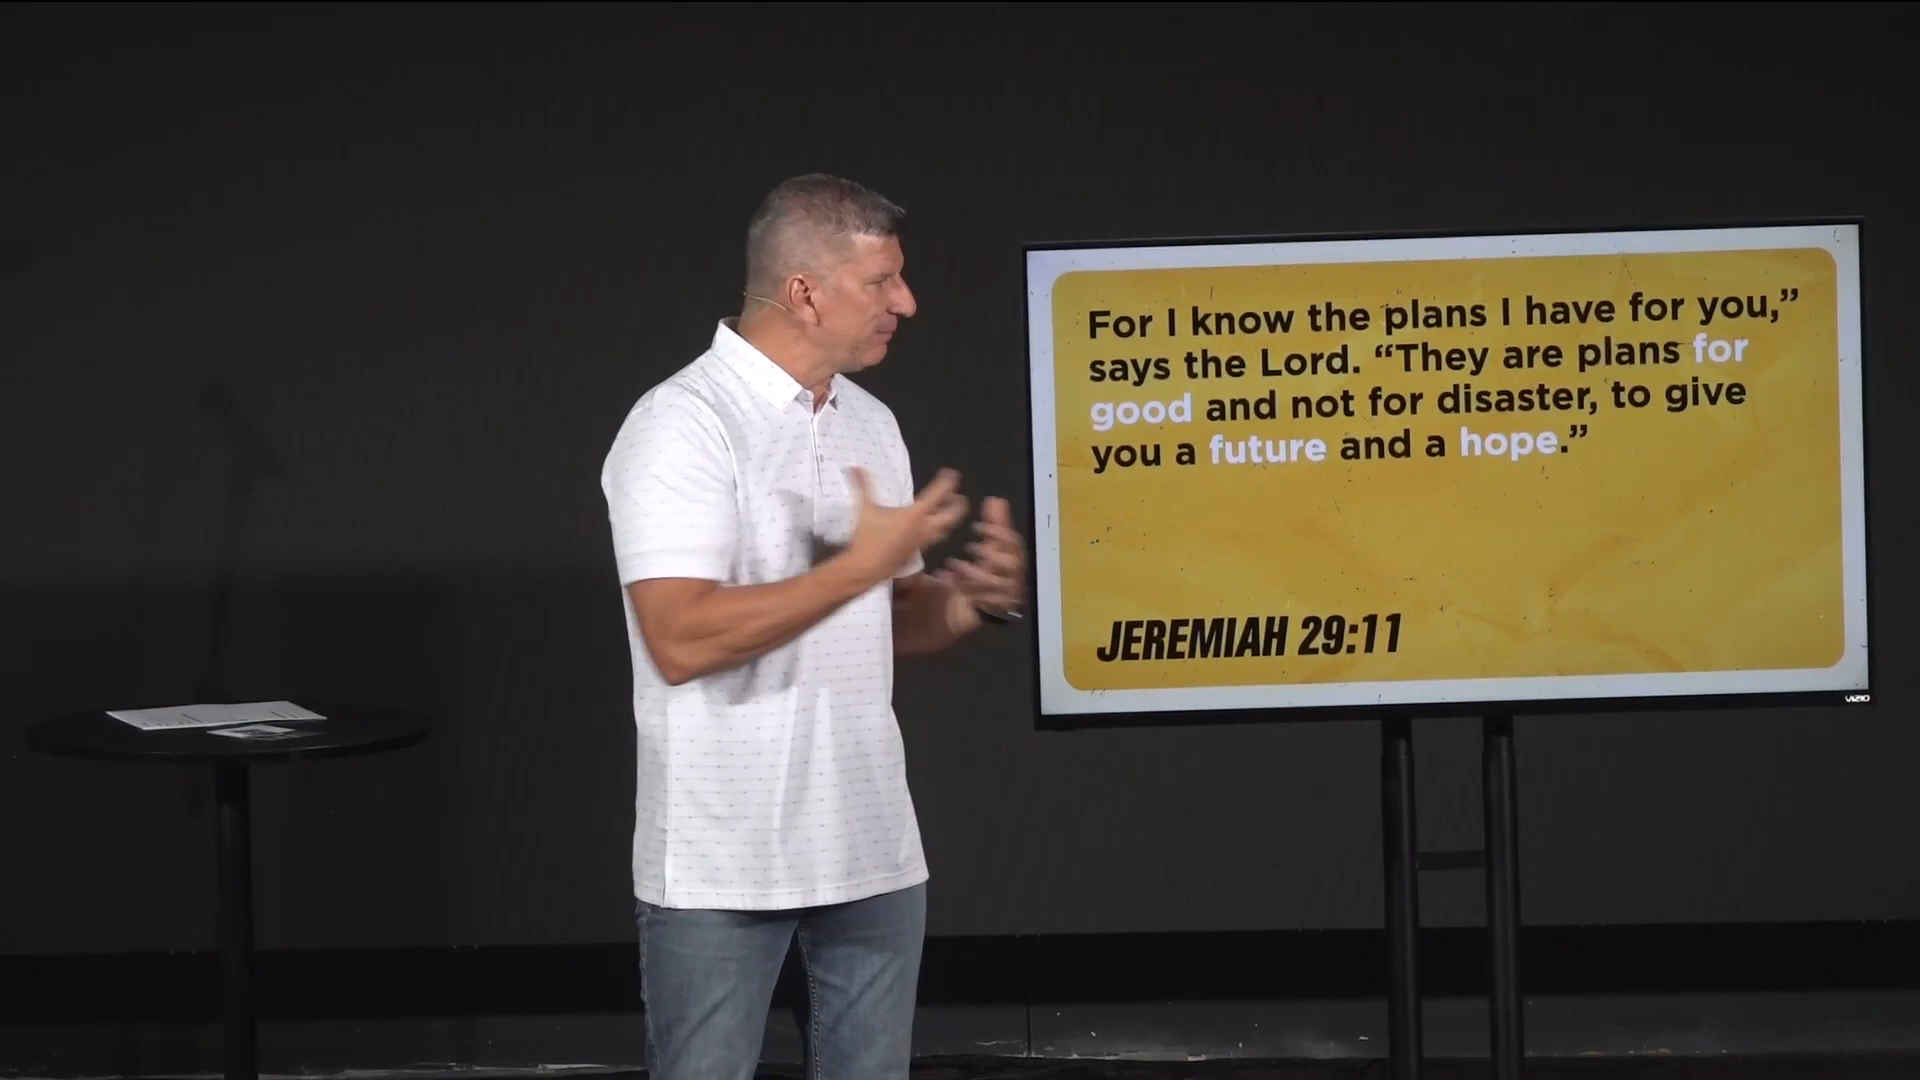 For I know the plans I have for you,”
says the Lord. “They are plans for
good and not for disaster, to give
you a future and a hope.”
JEREMIAH 29:11
VIZIO